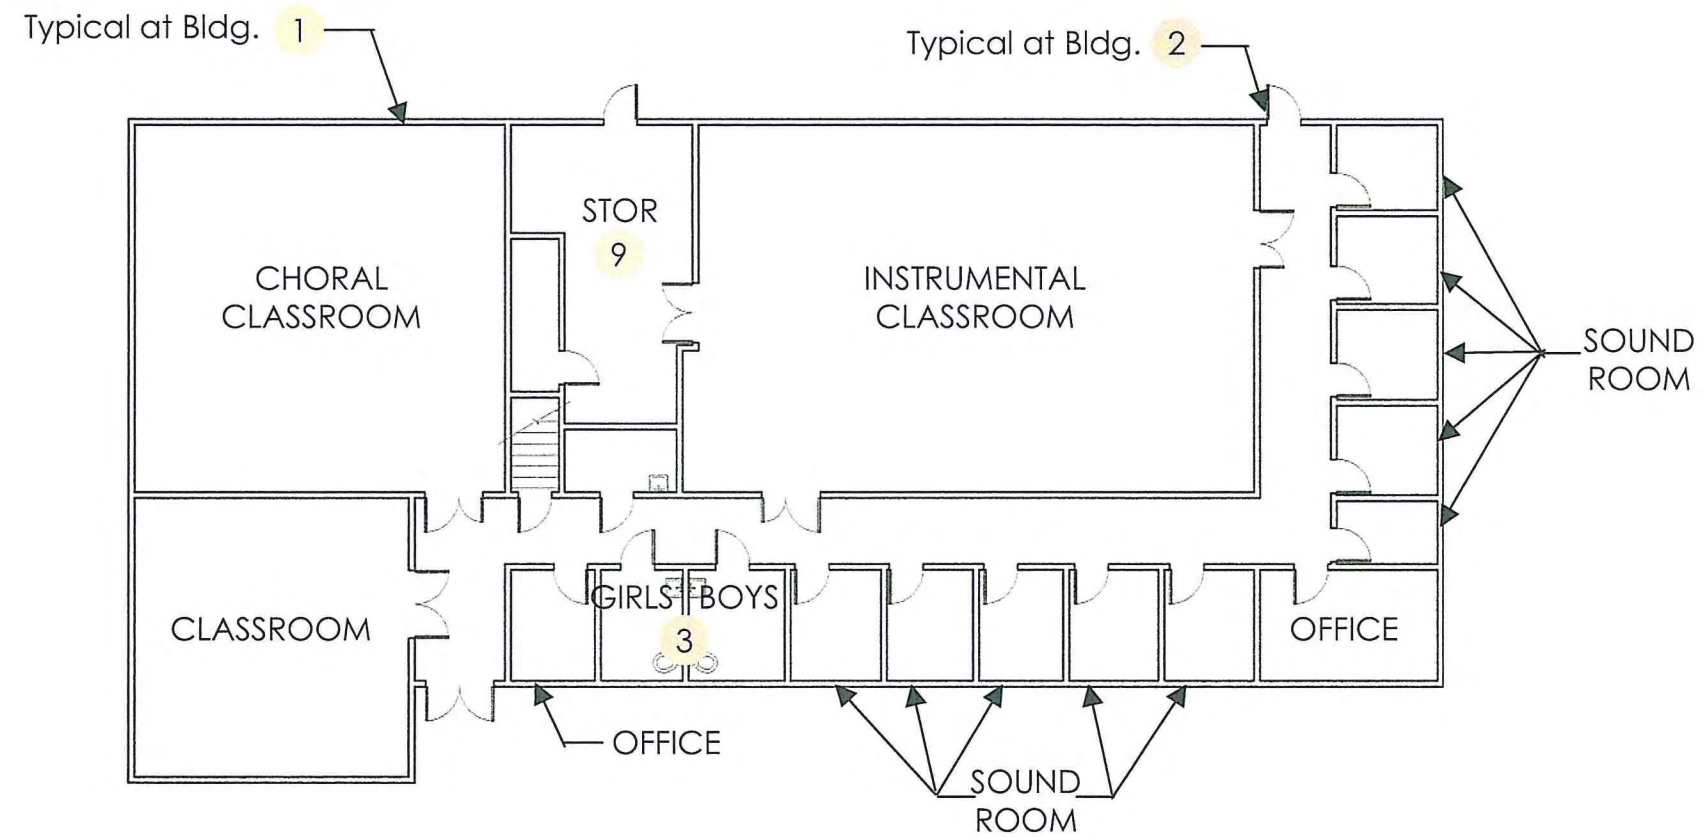 Typical at Bldg. 1
Typical at Bldg. 2
STOR
9
CHORAL
CLASSROOM
INSTRUMENTAL
CLASSROOM
SOUND
ROOM
GIRLS BOYS
3
CLASSROOM
OFFICE
OFFICE
SOUND
ROOM